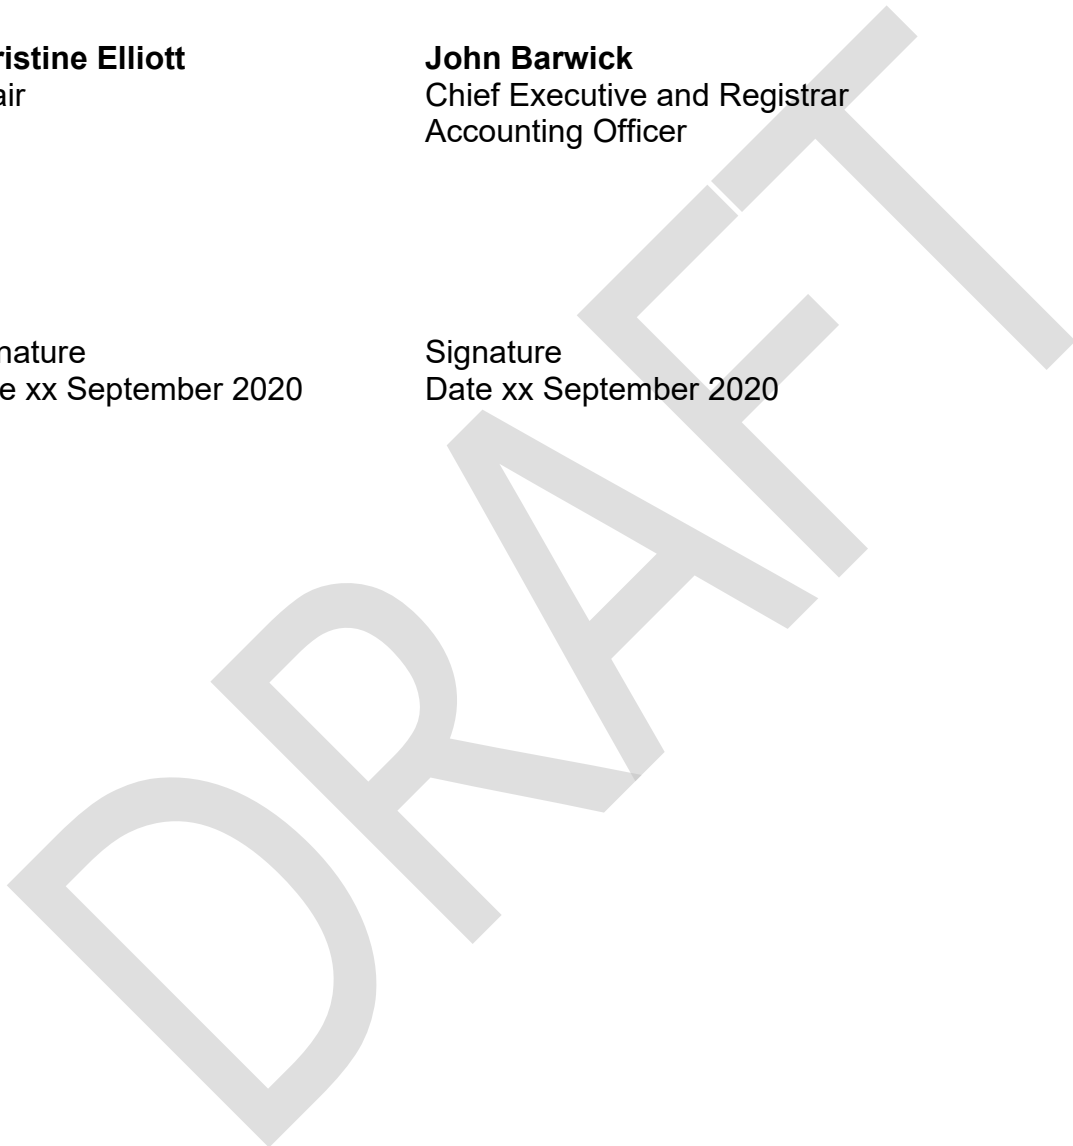 ristine Elliott
air
nature
e xx September 2020
John Barwick
Chief Executive and Registrar
Accounting Officer
Signature
Date xx September 2020
DRAFT